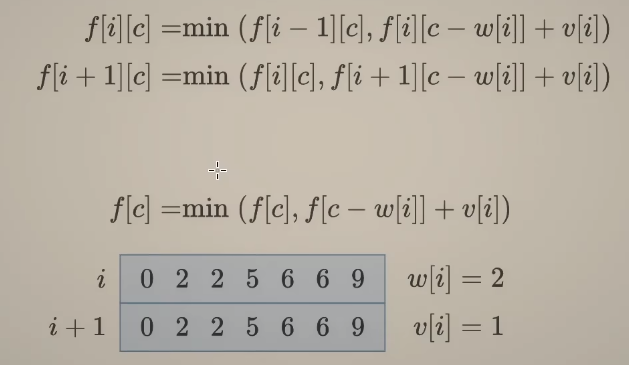 f[i][c] =min (f[i − 1][c], f[i][c − w[i]] + v[i])
f[i + 1][c] =min (f[i][c], f[i + 1][c − w[i]] + v[i])
f[c] =min (f[c], f[c − w[i]] + v[i])
i 0 2 2 5 6 6 9 w[i] = 2
i + 1 0 2 2 5 6 6 9 v[i] = 1